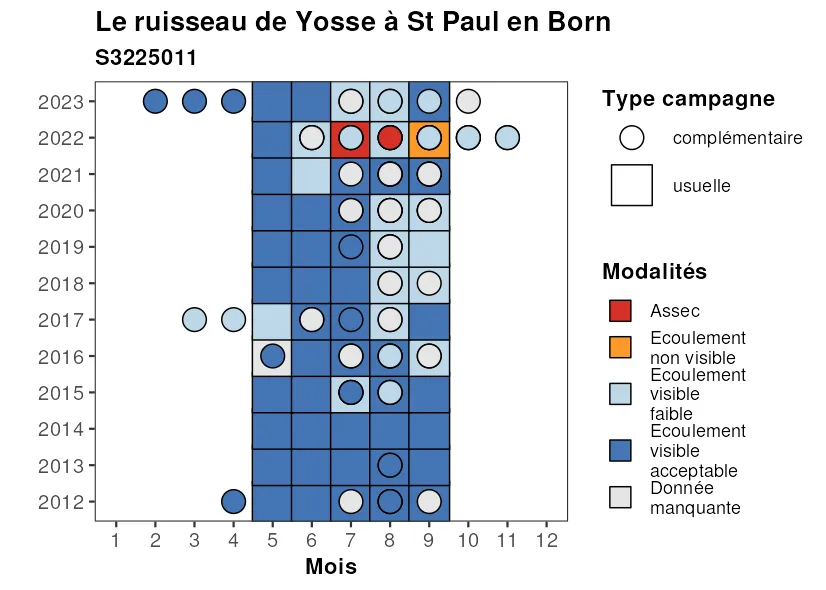 Le ruisseau de Yosse à St Paul en Born
S3225011
2023
2022
2021
2020
2019
2018
2017
2016
2015
2014
2013
2012
1 2 3 4 5 6 7 8 9 10 11 12
Mois
Type campagne
complémentaire
usuelle
Modalités
Assec
Ecoulement
non visible
Ecoulement
visible
faible
Ecoulement
visible
acceptable
Donnée
manquante